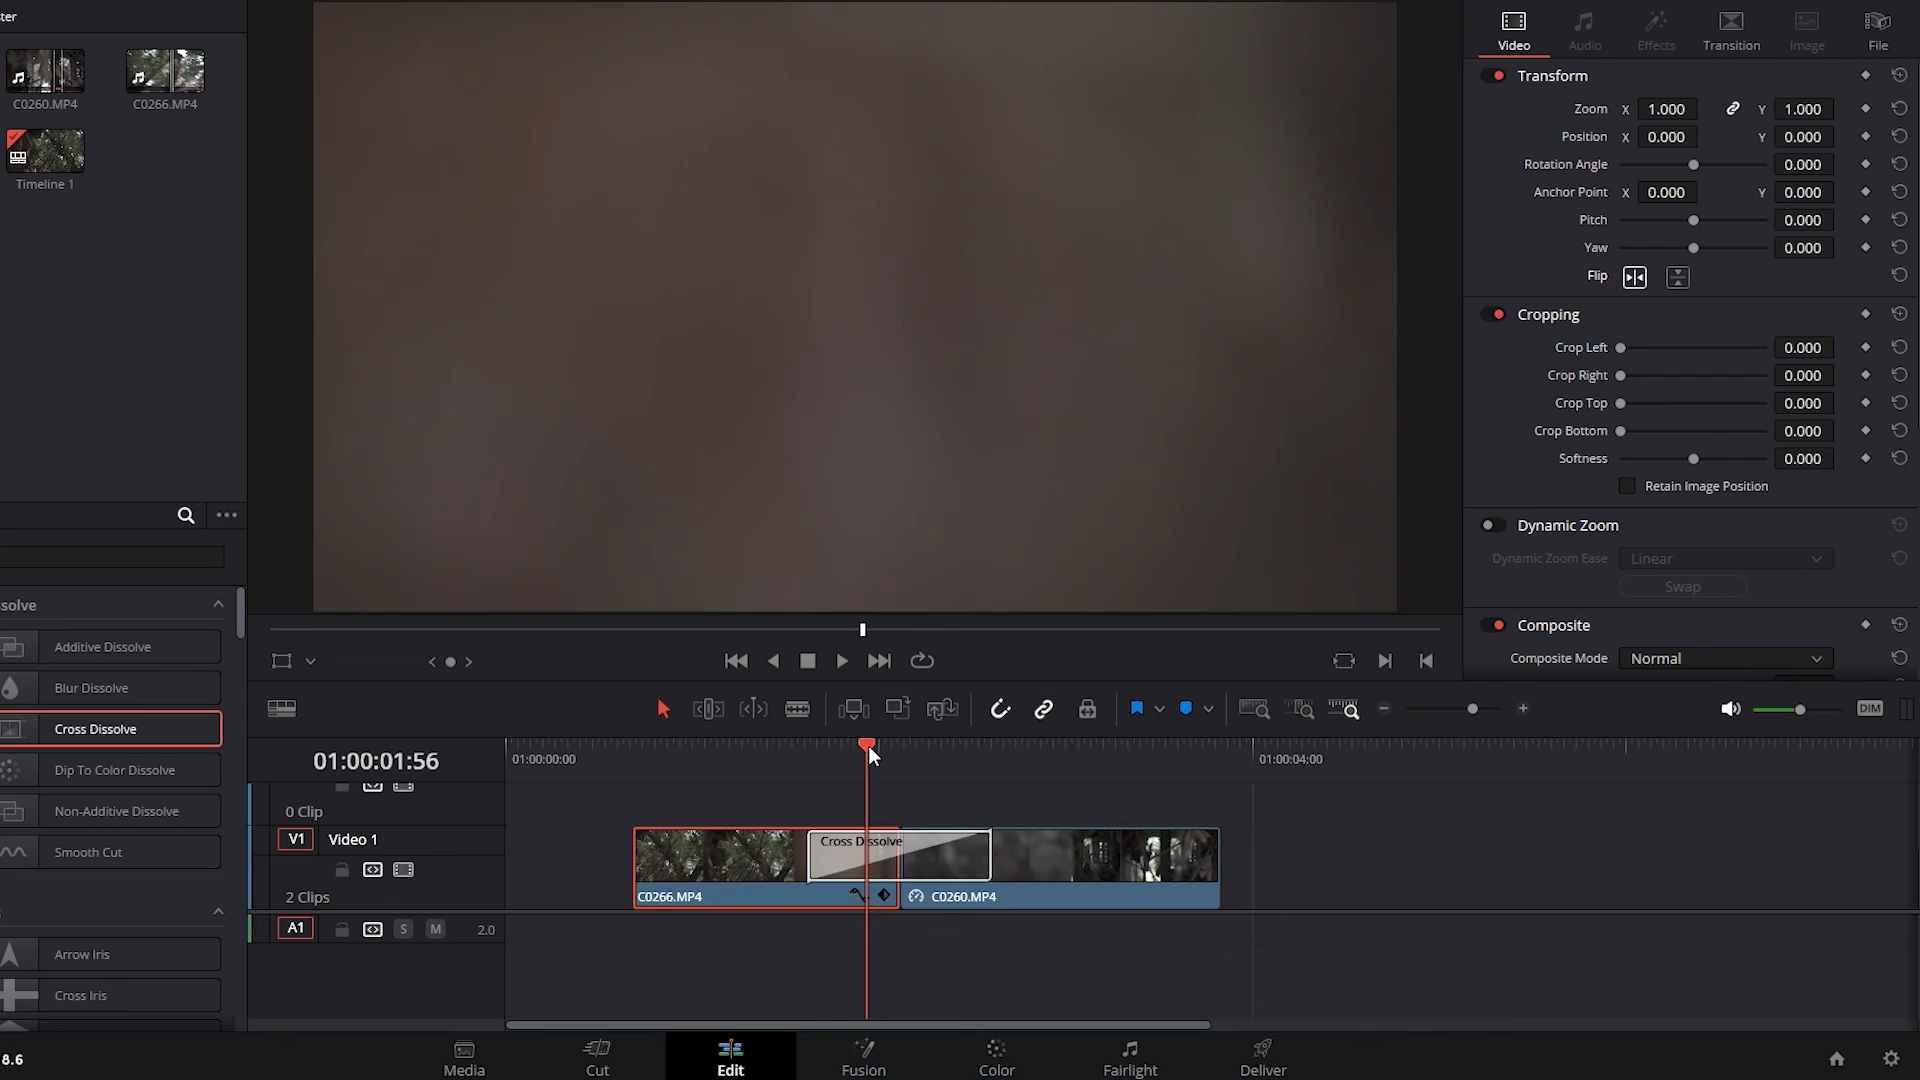 ter
C0260.MP4
C0266.MP4
Timeline 1
solve
Additive Dissolve
Blur Dissolve
Cross Dissolve
Dip To Color Dissolve
Non-Additive Dissolve
Smooth Cut
Arrow Iris
Cross Iris
Video
Audio
Effects
Transition
Image
File
Transform
Zoom X 1.000 Y 1.000
Position X 0.000 Y 0.000
Rotation Angle 0.000
Anchor Point X 0.000 Y 0.000
Pitch 0.000
Yaw 0.000
Flip
Cropping
Crop Left 0.000
Crop Right 0.000
Crop Top 0.000
Crop Bottom 0.000
Softness 0.000
Retain Image Position
Dynamic Zoom
Dynamic Zoom Ease Linear
Swap
Composite
Composite Mode Normal
DIM
01:00:01:56
01:00:00:00
01:00:04:00
0 Clip
V1 Video 1
2 Clips
Cross Dissolve
C0266.MP4
C0260.MP4
A1 S M 2.0
8.6
Media
Cut
Edit
Fusion
Color
Fairlight
Deliver